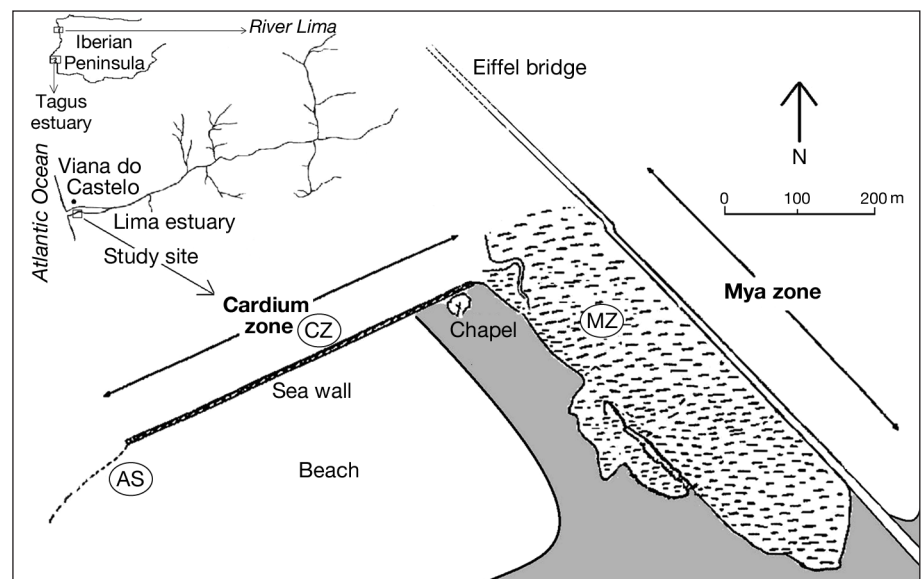 River Lima
Iberian
Peninsula
Tagus
estuary
Atlantic Ocean
Viana do
Castelo
Lima estuary
Study site
Eiffel bridge
N
0 100 200 m
Cardium
zone
CZ
Mya zone
MZ
Chapel
Sea wall
AS
Beach